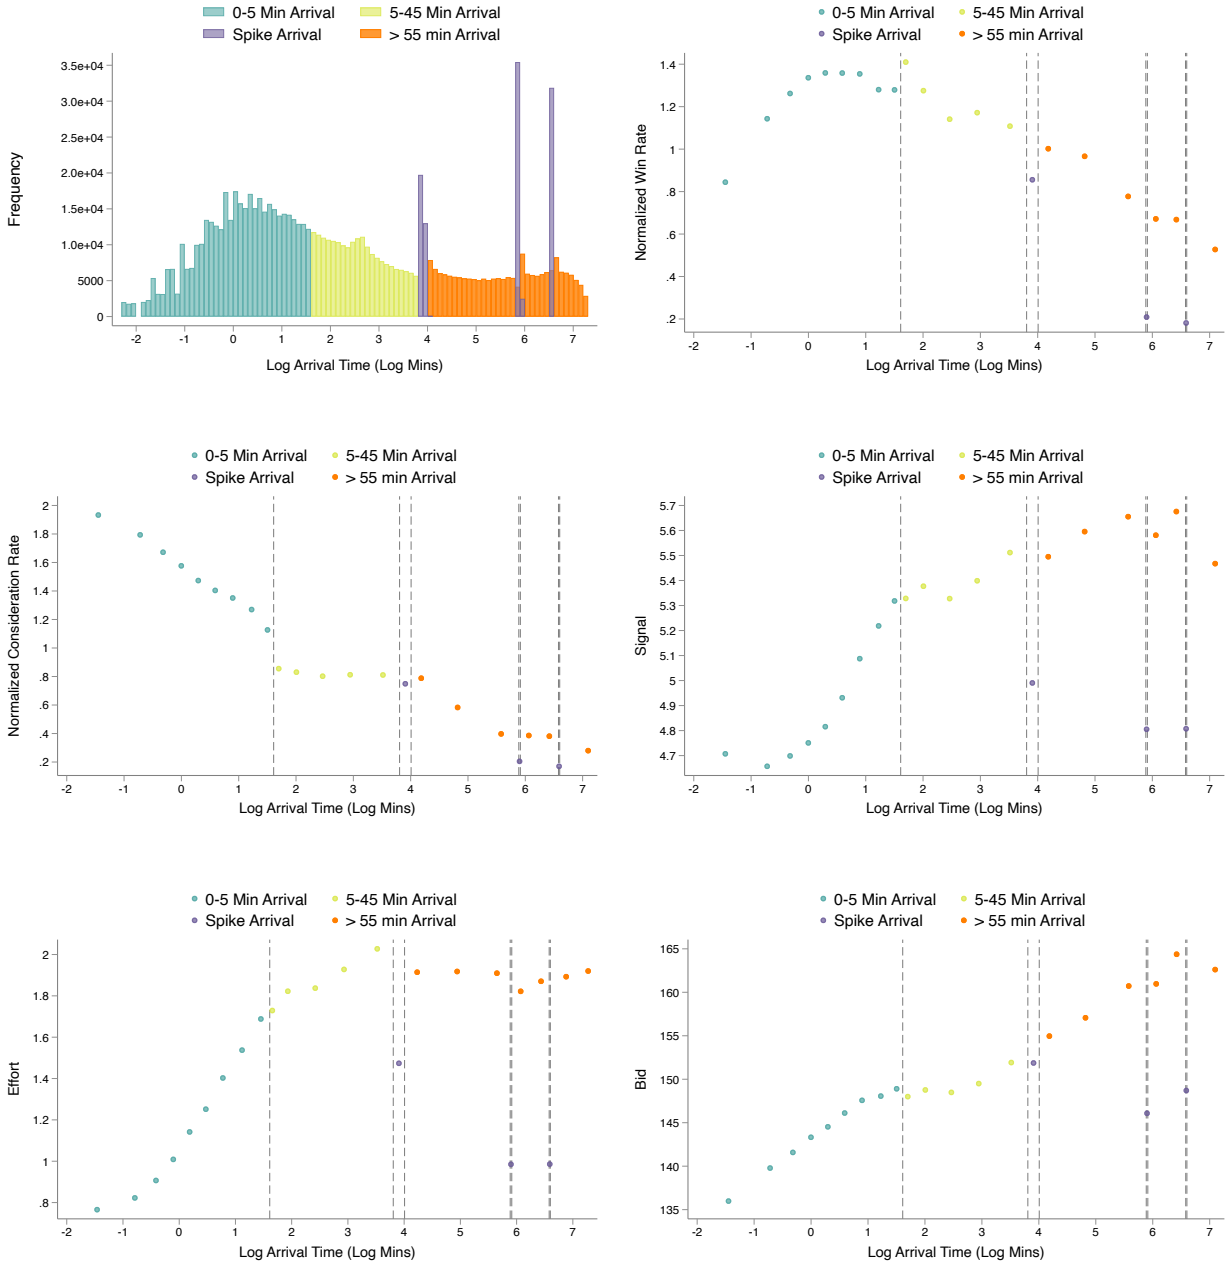 0-5 Min Arrival 5-45 Min Arrival
Spike Arrival > 55 min Arrival
3.5e+04
3.0e+04
2.5e+04
2.0e+04
1.5e+04
1.0e+04
5000
0
Frequency
-2 -1 0 1 2 3 4 5 6 7
Log Arrival Time (Log Mins)
0-5 Min Arrival 5-45 Min Arrival
Spike Arrival > 55 min Arrival
1.4
1.2
1
.8
.6
.4
.2
Normalized Win Rate
-2 -1 0 1 2 3 4 5 6 7
Log Arrival Time (Log Mins)
0-5 Min Arrival 5-45 Min Arrival
Spike Arrival > 55 min Arrival
2
1.8
1.6
1.4
1.2
1
.8
.6
.4
.2
Normalized Consideration Rate
-2 -1 0 1 2 3 4 5 6 7
Log Arrival Time (Log Mins)
0-5 Min Arrival 5-45 Min Arrival
Spike Arrival > 55 min Arrival
5.7
5.6
5.5
5.4
5.3
5.2
5.1
5
4.9
4.8
4.7
Signal
-2 -1 0 1 2 3 4 5 6 7
Log Arrival Time (Log Mins)
0-5 Min Arrival 5-45 Min Arrival
Spike Arrival > 55 min Arrival
2
1.8
1.6
1.4
1.2
1
.8
Effort
-2 -1 0 1 2 3 4 5 6 7
Log Arrival Time (Log Mins)
0-5 Min Arrival 5-45 Min Arrival
Spike Arrival > 55 min Arrival
165
160
155
150
145
140
135
Bid
-2 -1 0 1 2 3 4 5 6 7
Log Arrival Time (Log Mins)